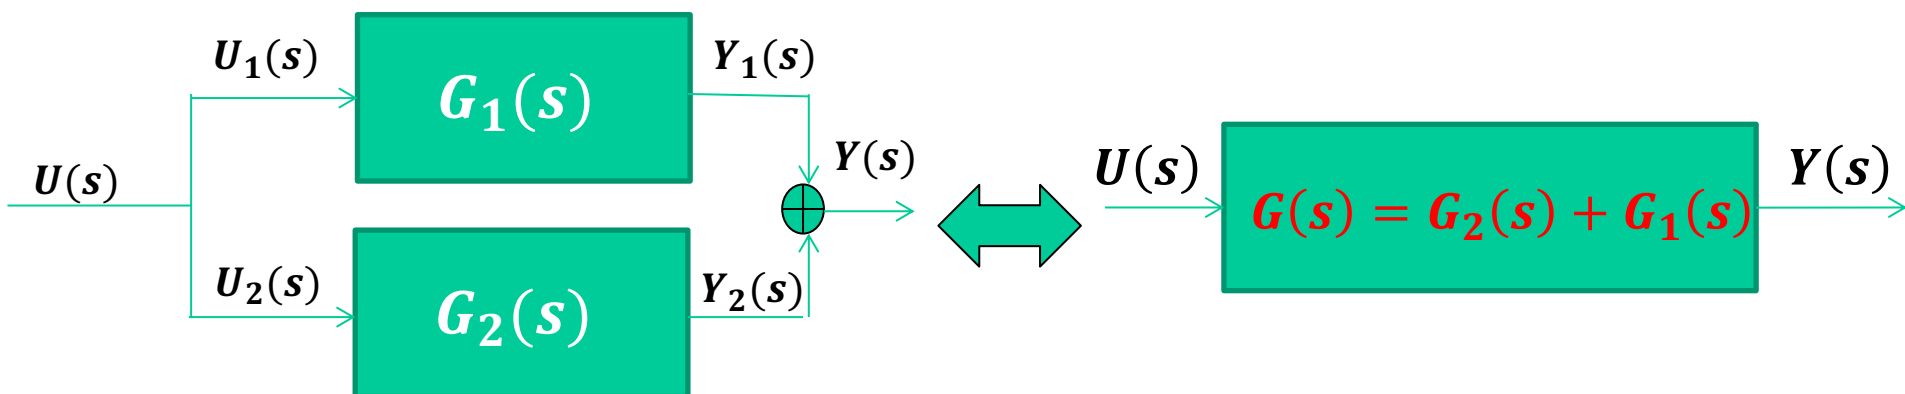 U₁(s)
G₁(s)
Y₁(s)
U(s)
Y(s)
U₂(s)
G₂(s)
Y₂(s)
U(s)
G(s) = G₂(s) + G₁(s)
Y(s)